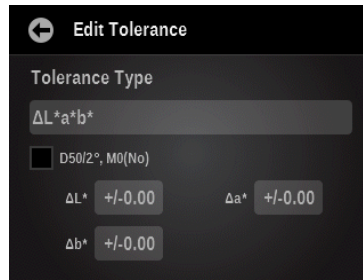 Edit Tolerance
Tolerance Type
ΔL*a*b*
D50/2°, M0(No)
ΔL* +/-0.00 Δa* +/-0.00
Δb* +/-0.00